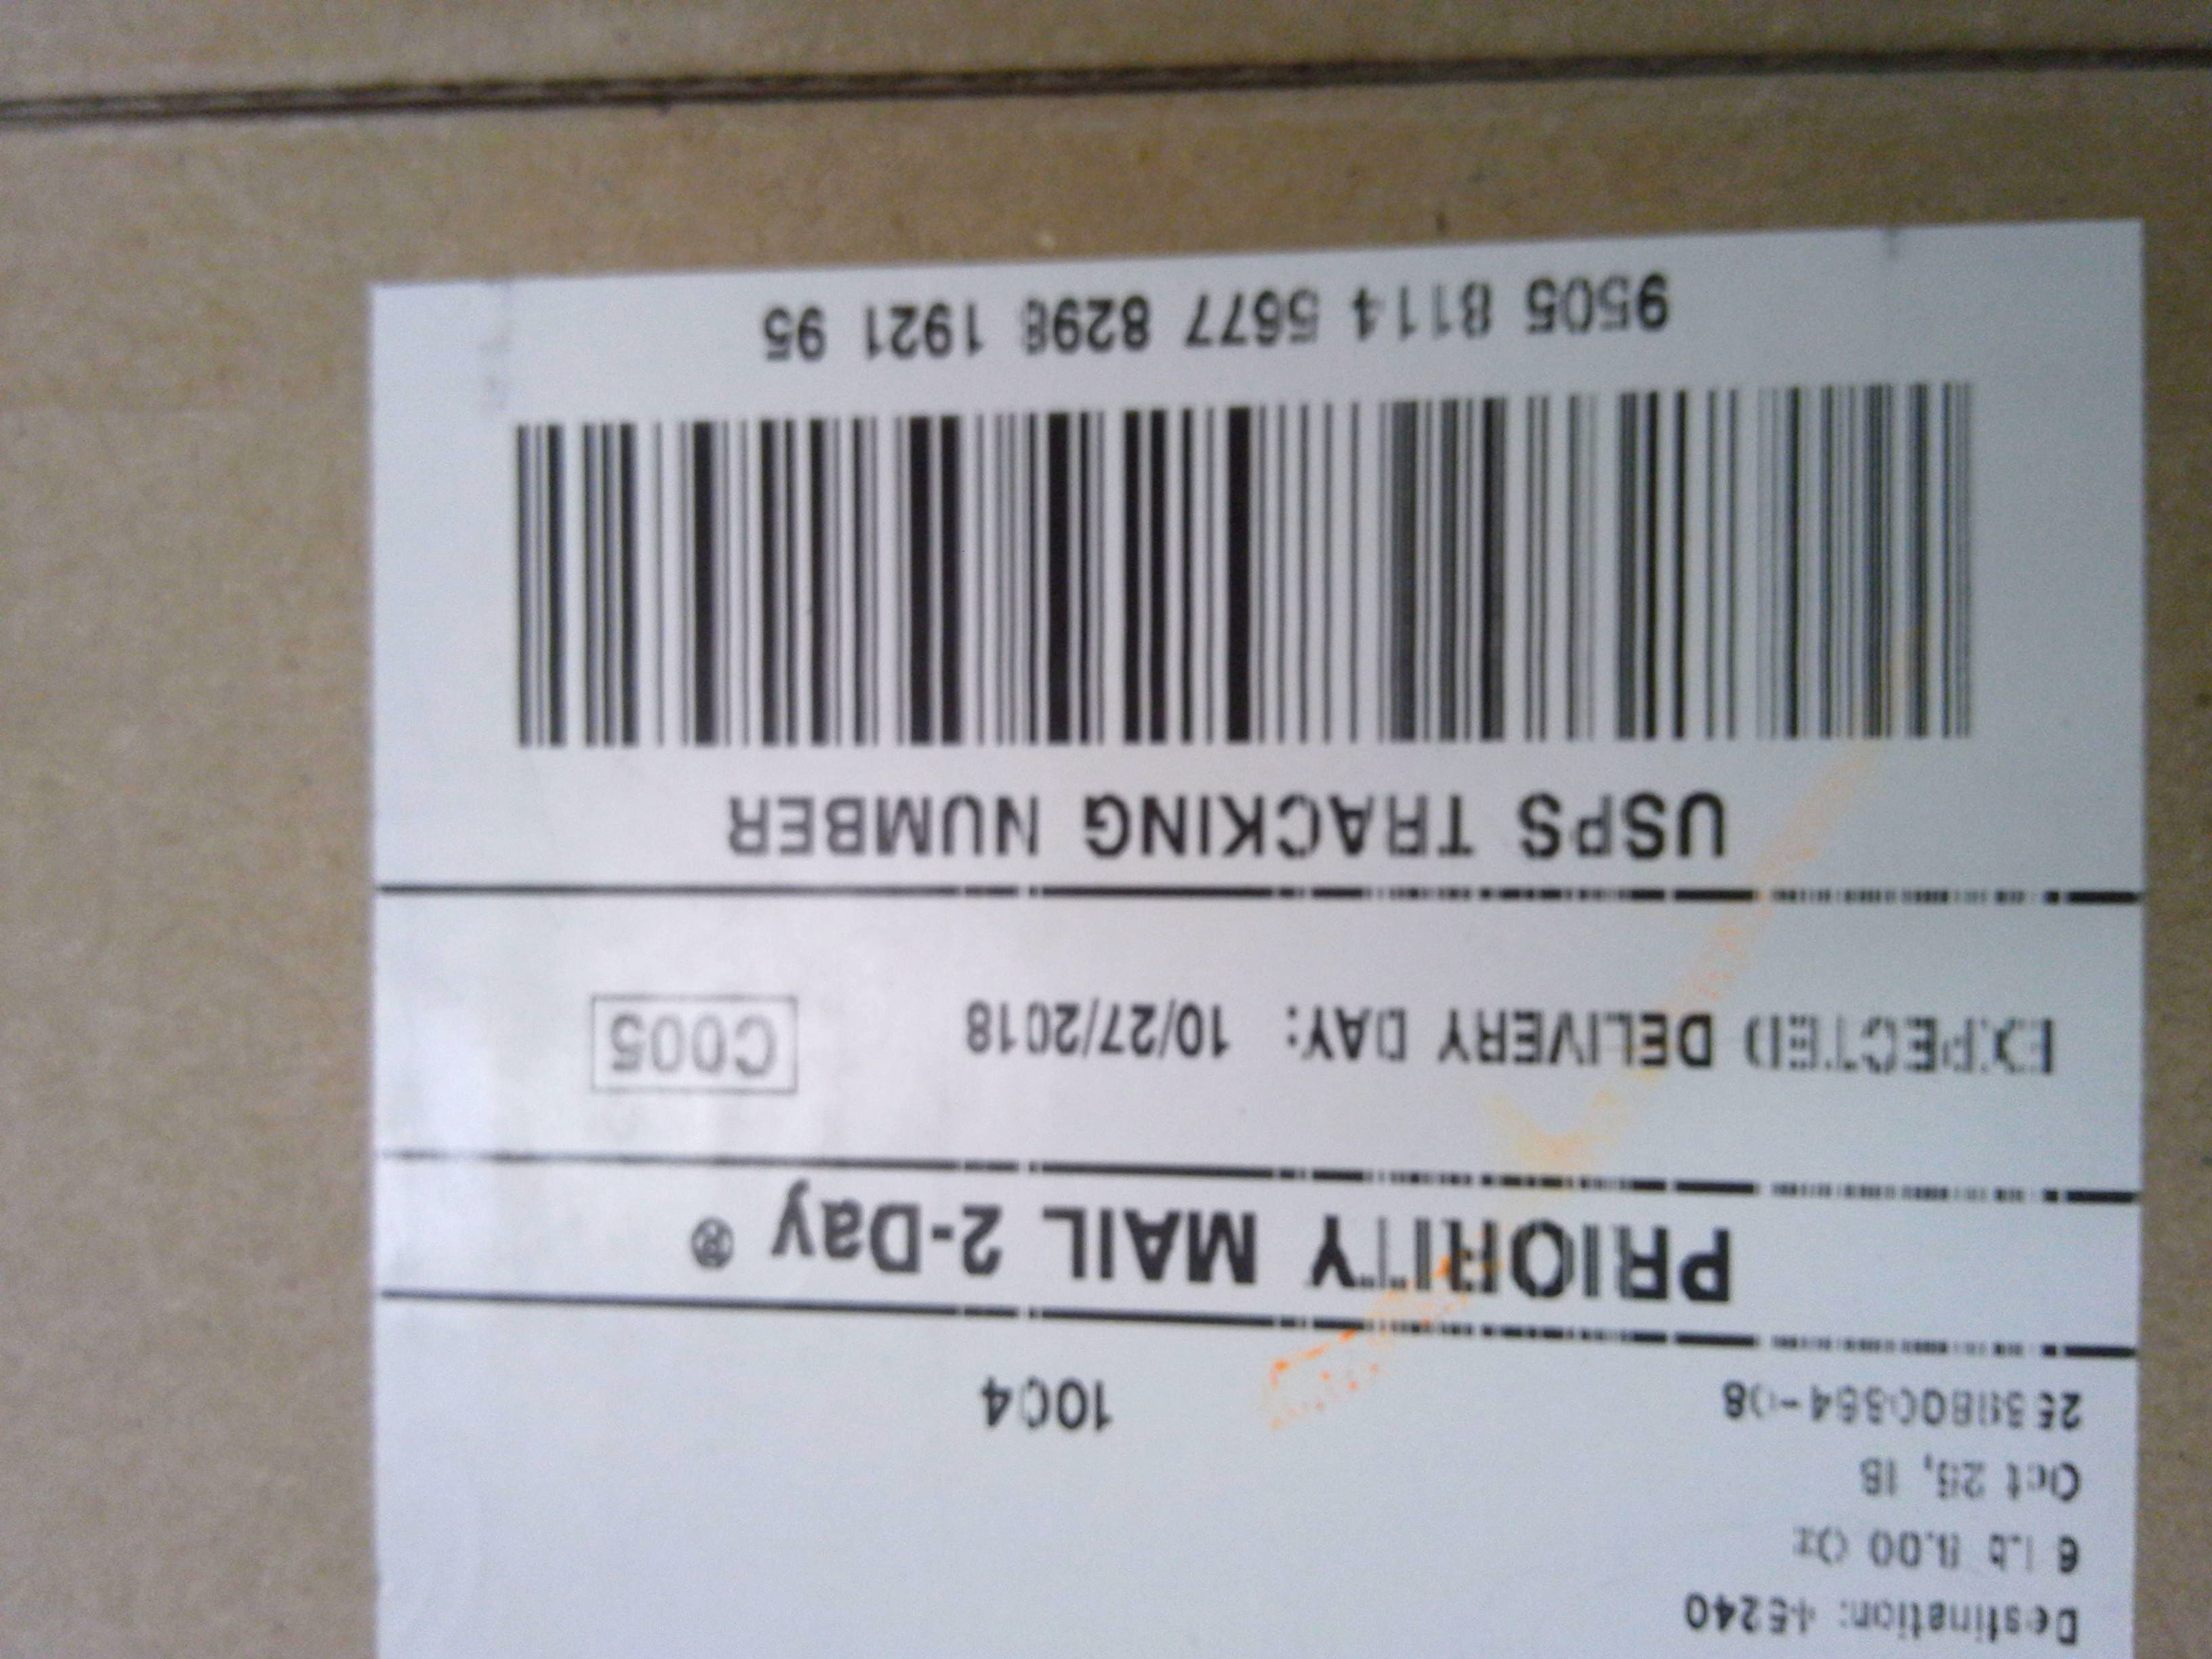 Destination: 45240
6 Lb 8.00 Oz
Oct 25, 18
1004
PRIORITY MAIL 2-Day ®
EXPECTED DELIVERY DAY: 10/27/2018
C005
USPS TRACKING NUMBER
9505 8114 5677 8298 1921 95